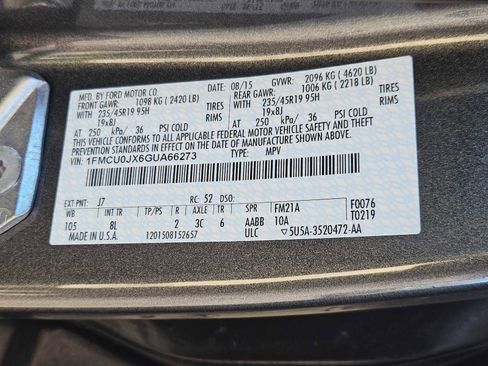 MFD. BY FORD MOTOR CO. DATE: 08/15 GVWR: 2096 KG (4620 LB)
FRONT GAWR: 1098 KG (2420 LB) REAR GAWR: 1006 KG (2218 LB)
235/45R19 95H TIRES 235/45R19 95H TIRES
19x8J RIMS 19x8J RIMS
AT 250 kPa/ 36 PSI COLD AT 250 kPa/ 36 PSI COLD
THIS VEHICLE CONFORMS TO ALL APPLICABLE FEDERAL MOTOR VEHICLE SAFETY AND THEFT
PREVENTION STANDARDS IN EFFECT ON THE DATE OF MANUFACTURE SHOWN ABOVE.
VIN: 1FMCU0JX6GUA66273 TYPE: MPV
EXT PNT: J7 RC: 52 DSO: F0076
WB INT TR TP/PS R AXLE TR SPR FM21A T0219
105 8L 2 3C 6 AABB 10A
MADE IN U.S.A. 1201508152657 ULC ▽5U5A-3520472-AA